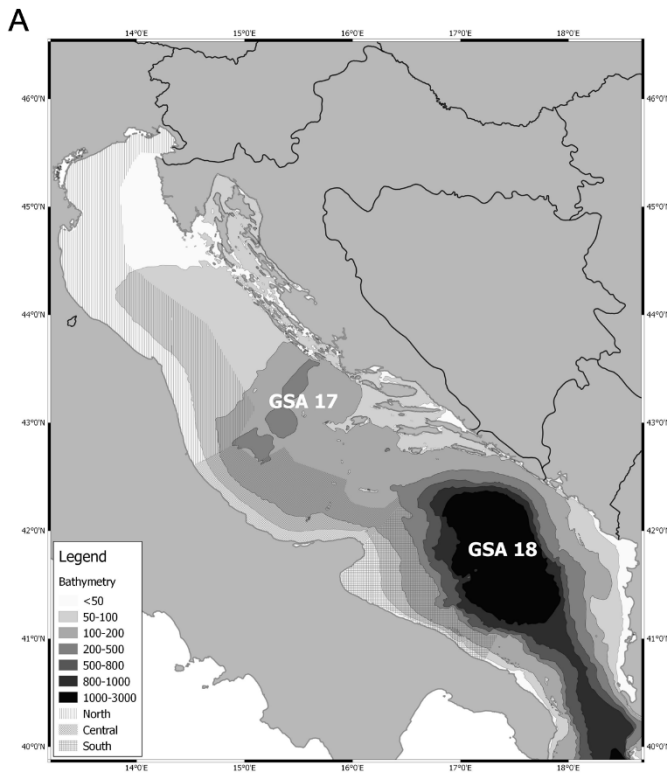 A
14°0'E 15°0'E 16°0'E 17°0'E 18°0'E
46°0'N 46°0'N
45°0'N 45°0'N
44°0'N 44°0'N
GSA 17
43°0'N 43°0'N
42°0'N 42°0'N
GSA 18
41°0'N 41°0'N
40°0'N 40°0'N
Legend
Bathymetry
<50
50-100
100-200
200-500
500-800
800-1000
1000-3000
North
Central
South
14°0'E 15°0'E 16°0'E 17°0'E 18°0'E